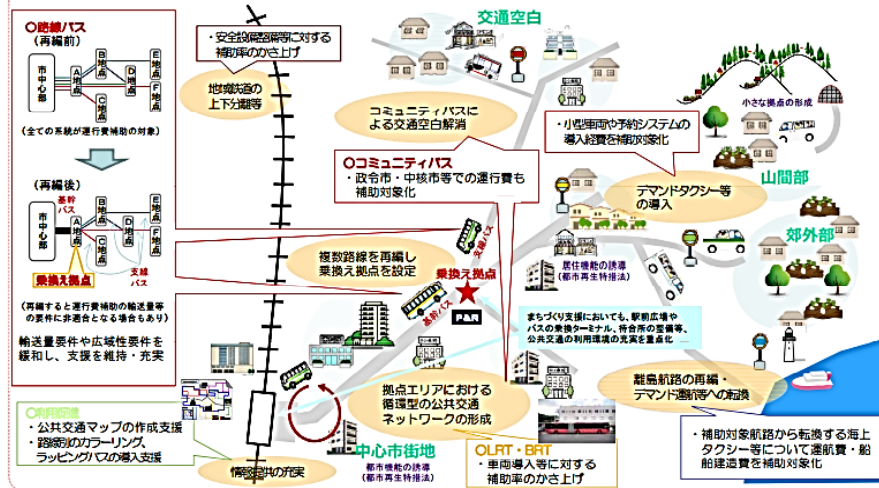 〇路線バス
(再編前)
市中心部
A地点
B地点
C地点
D地点
E地点
F地点
(全ての系統が運行費補助の対象)
(再編後)
基幹
バス
市中心部
A地点
B地点
C地点
D地点
E地点
F地点
乗換え拠点
支線
バス
(再編すると運行費補助の輸送量等
の要件に非適合となる場合もあり)
輸送量要件や広域性要件を
緩和し、支援を維持・充実
・安全設備整備等に対する
補助率のかさ上げ
地域鉄道の
上下分離等
交通空白
コミュニティバスに
よる交通空白解消
〇コミュニティバス
・政令市・中核市等での運行費も
補助対象化
小さな拠点の形成
・小型車両や予約システムの
導入経費を補助対象化
山間部
デマンドタクシー等
の導入
郊外部
居住機能の誘導
(都市再生特措法)
複数路線を再編し
乗換え拠点を設定
支線バス
乗換え拠点
基幹バス
P&R
まちづくり支援においても、駅前広場や
バスの乗換ターミナル、待合所の整備等、
公共交通の利用環境の充実を重点化
拠点エリアにおける
循環型の公共交通
ネットワークの形成
離島航路の再編・
デマンド運航等への転換
・補助対象航路から転換する海上
タクシー等について運航費・船
舶建造費を補助対象化
〇利用促進
・公共交通マップの作成支援
・路線別のカラーリング、
ラッピングバスの導入支援
情報提供の充実
中心市街地
都市機能の誘導
(都市再生特措法)
〇LRT・BRT
・車両導入等に対する
補助率のかさ上げ